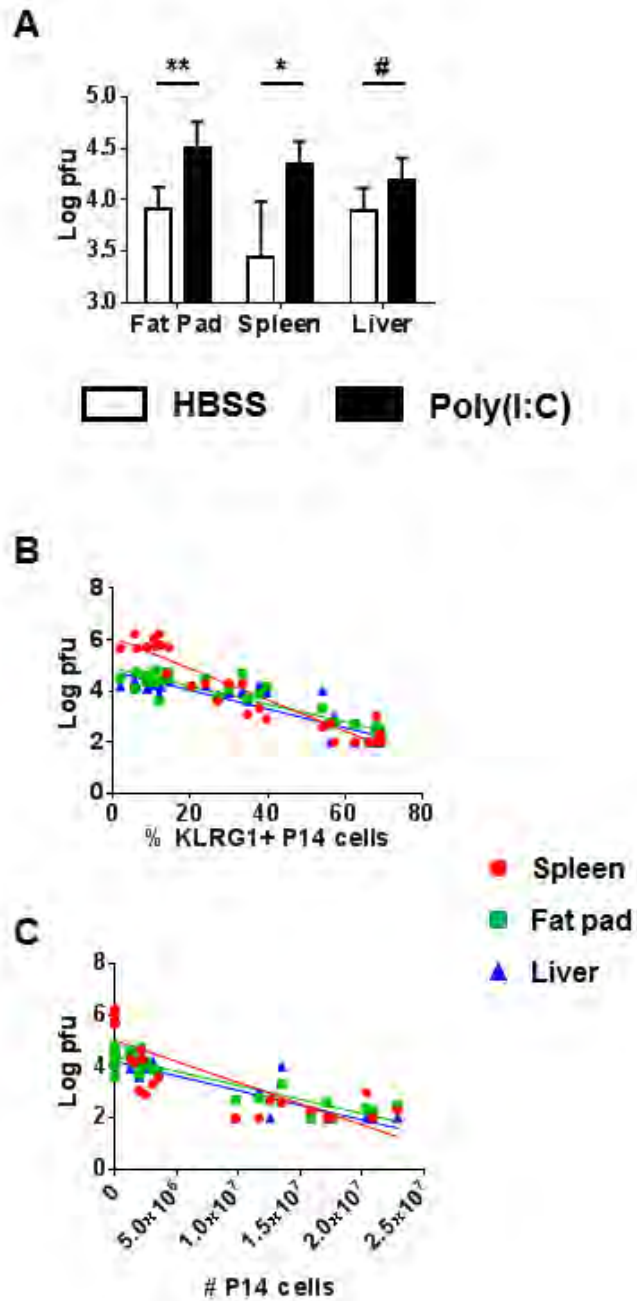 A
** * #
5.0
4.5
4.0
3.5
3.0
Log pfu
Fat Pad Spleen Liver
HBSS Poly(I:C)
B
8
6
4
2
0
Log pfu
0 20 40 60 80
% KLRG1+ P14 cells
Spleen
Fat pad
Liver
C
8
6
4
2
0
Log pfu
0 5.0x10⁶ 1.0x10⁷ 1.5x10⁷ 2.0x10⁷ 2.5x10⁷
# P14 cells